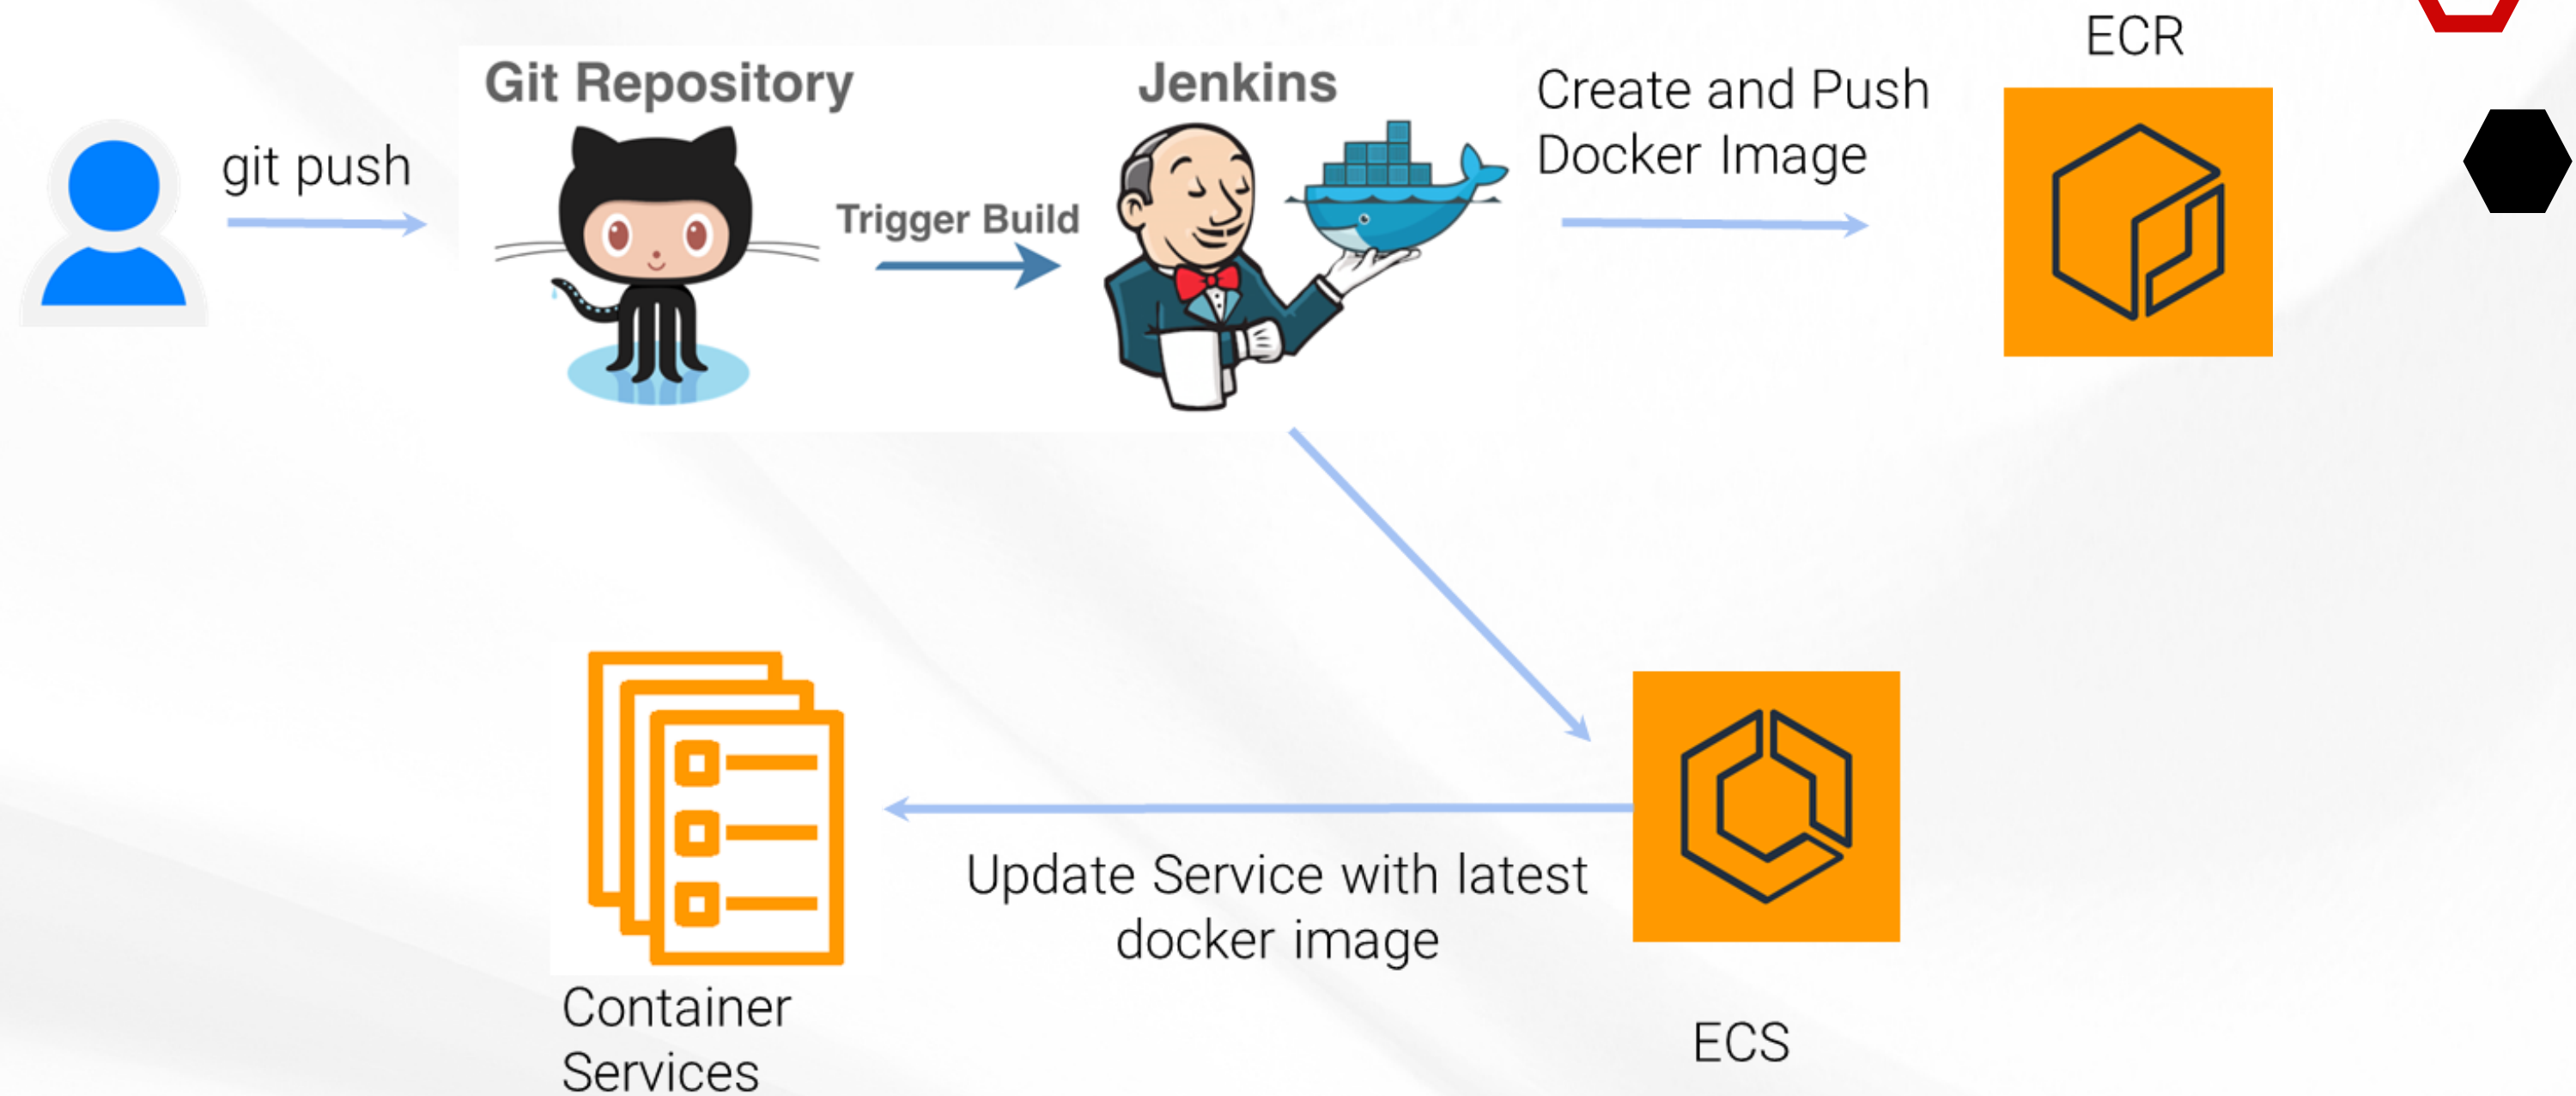 ECR
Git Repository
Jenkins
Create and Push
Docker Image
git push
Trigger Build
Update Service with latest
docker image
Container
Services
ECS